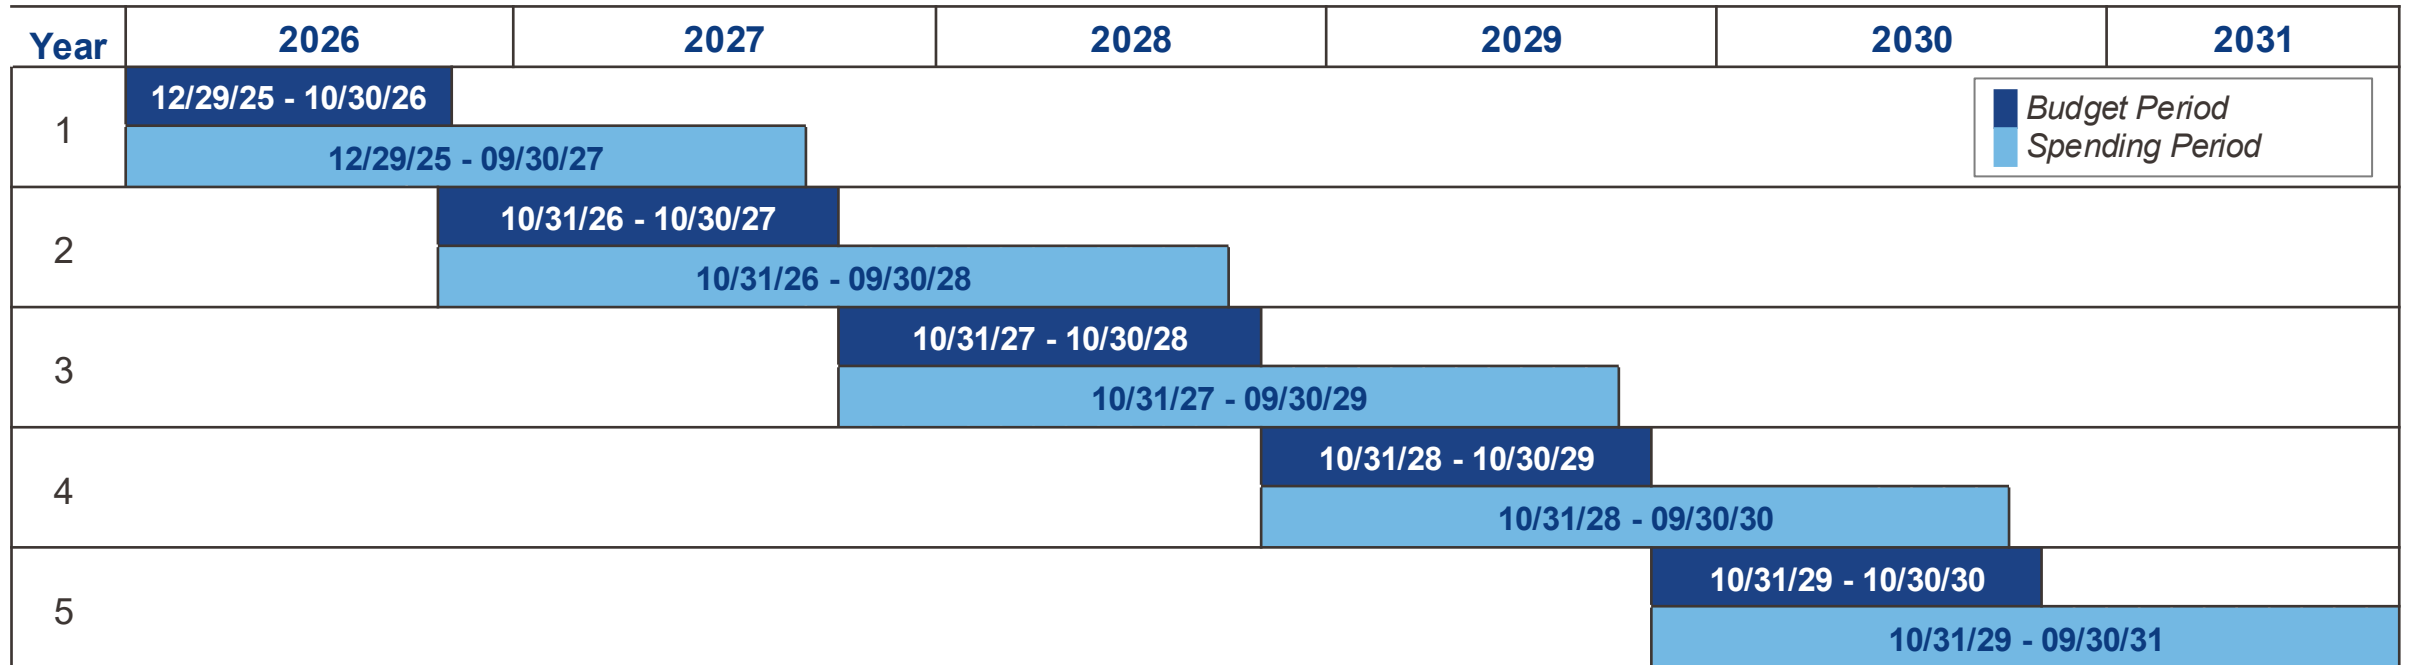 Year 2026 2027 2028 2029 2030 2031
1
12/29/25 - 10/30/26
12/29/25 - 09/30/27
Budget Period
Spending Period
2
10/31/26 - 10/30/27
10/31/26 - 09/30/28
3
10/31/27 - 10/30/28
10/31/27 - 09/30/29
4
10/31/28 - 10/30/29
10/31/28 - 09/30/30
5
10/31/29 - 10/30/30
10/31/29 - 09/30/31